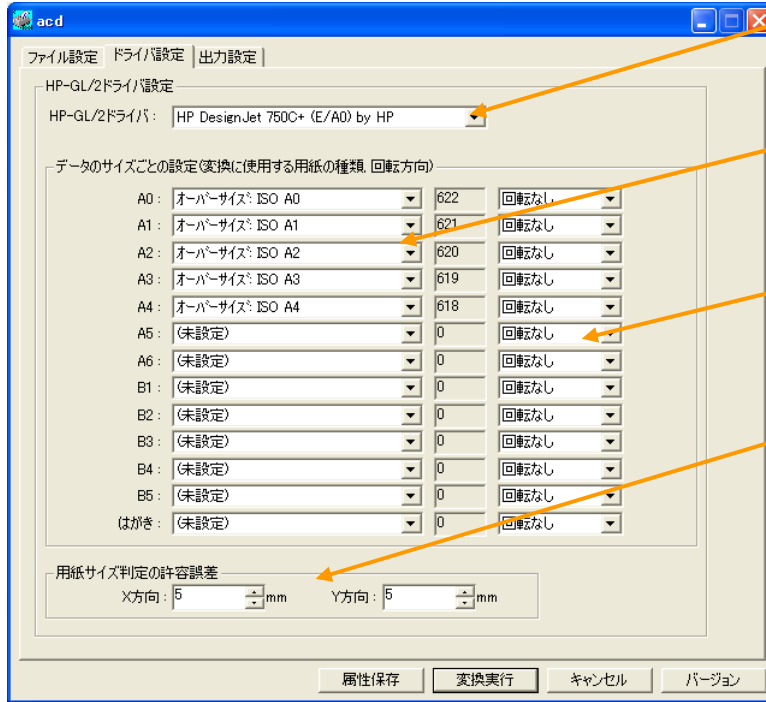 acd
ファイル設定 ドライバ設定 出力設定
HP-GL/2ドライバ設定
HP-GL/2ドライバ: HP DesignJet 750C+ (E/A0) by HP
データのサイズごとの設定(変換に使用する用紙の種類、回転方向)
A0: オーバーサイズ: ISO A0 622 回転なし
A1: オーバーサイズ: ISO A1 621 回転なし
A2: オーバーサイズ: ISO A2 620 回転なし
A3: オーバーサイズ: ISO A3 619 回転なし
A4: オーバーサイズ: ISO A4 618 回転なし
A5: (未設定) 0 回転なし
A6: (未設定) 0 回転なし
B1: (未設定) 0 回転なし
B2: (未設定) 0 回転なし
B3: (未設定) 0 回転なし
B4: (未設定) 0 回転なし
B5: (未設定) 0 回転なし
はがき: (未設定) 0 回転なし
用紙サイズ判定の許容誤差
X方向: 5 mm Y方向: 5 mm
属性保存 変換実行 キャンセル バージョン